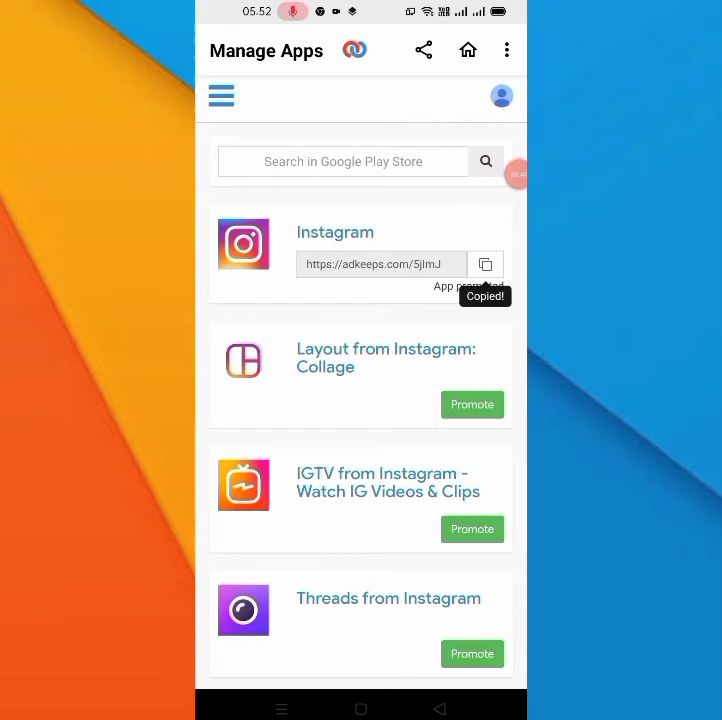 05.52
Manage Apps
Search in Google Play Store
Instagram
https://adkeeps.com/5jlmJ
App promoted
Copied!
Layout from Instagram:
Collage
Promote
IGTV from Instagram -
Watch IG Videos & Clips
Promote
Threads from Instagram
Promote